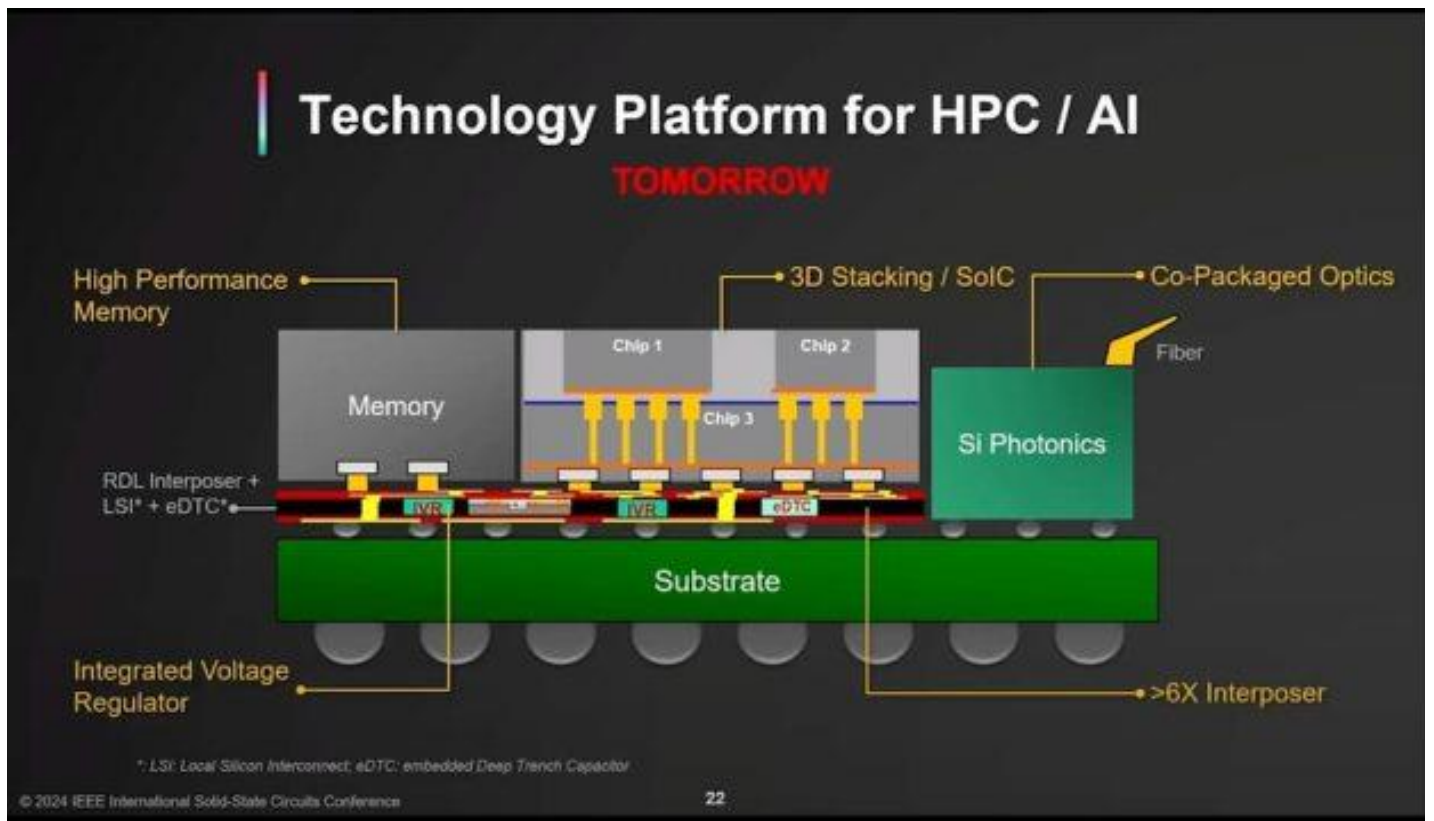 Technology Platform for HPC / AI
TOMORROW
High Performance
Memory
3D Stacking / SoIC
Co-Packaged Optics
Fiber
Chip 1
Chip 2
Memory
Chip 3
Si Photonics
RDL Interposer +
LSI* + eDTC*
IVR
LSI
IVR
eDTC
Substrate
Integrated Voltage
Regulator
>6X Interposer
*: LSI: Local Silicon Interconnect; eDTC: embedded Deep Trench Capacitor
© 2024 IEEE International Solid-State Circuits Conference
22